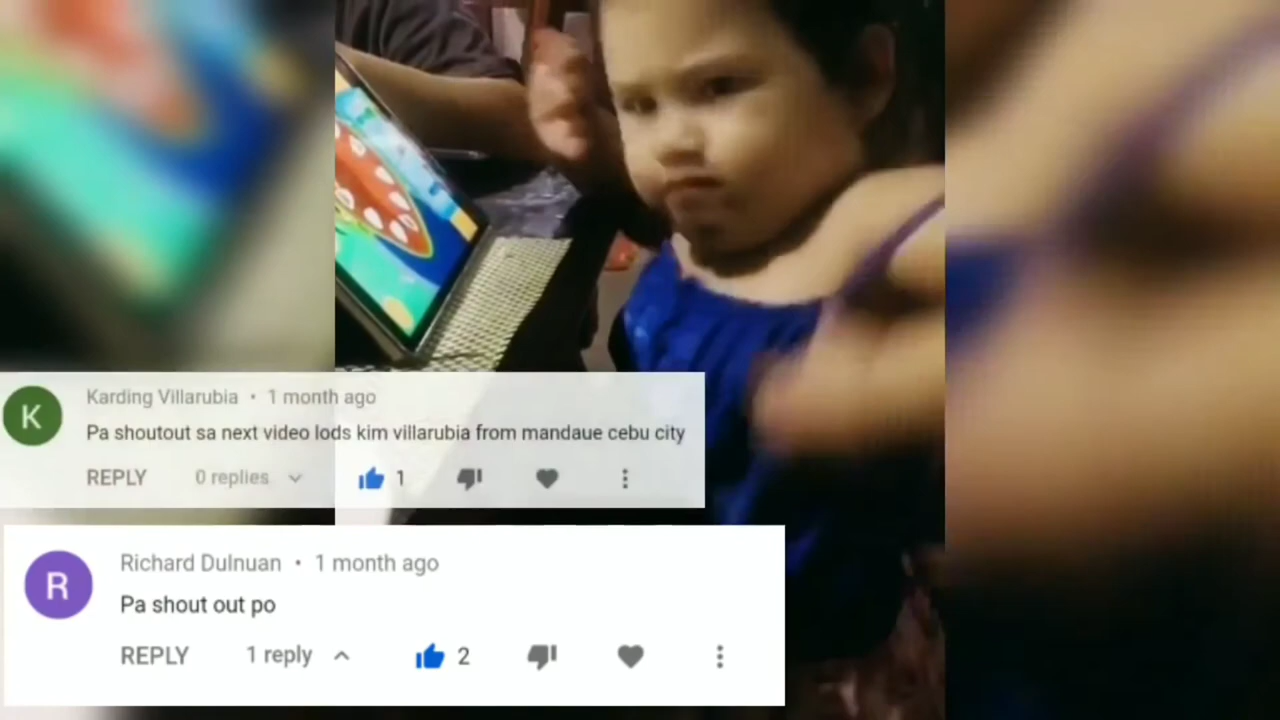 K
Karding Villarubia • 1 month ago
Pa shoutout sa next video lods kim villarubia from mandaue cebu city
REPLY 0 replies 1
R
Richard Dulnuan • 1 month ago
Pa shout out po
REPLY 1 reply 2